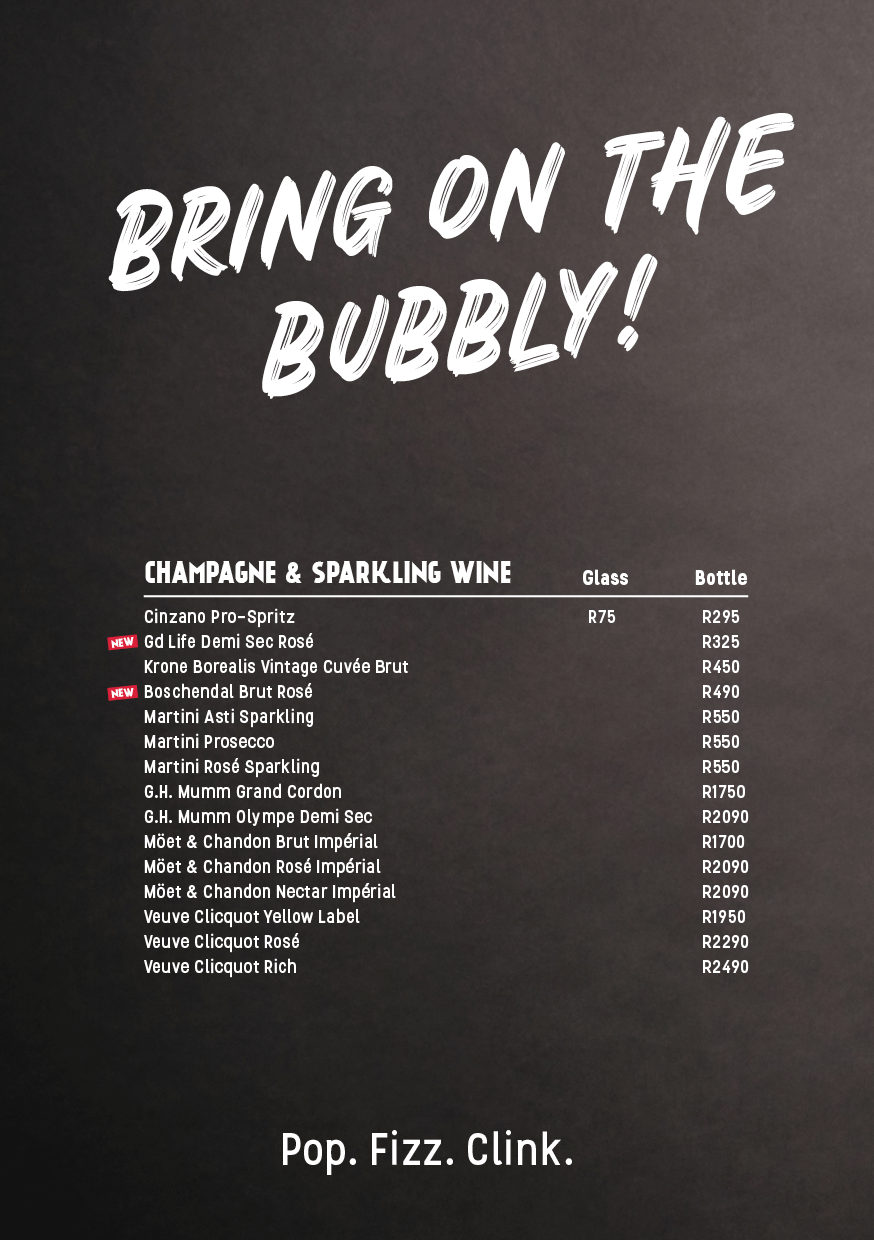 BRING ON THE
BUBBLY!
CHAMPAGNE & SPARKLING WINE Glass Bottle
Cinzano Pro-Spritz R75 R295
NEW Gd Life Demi Sec Rosé R325
Krone Borealis Vintage Cuvée Brut R450
NEW Boschendal Brut Rosé R490
Martini Asti Sparkling R550
Martini Prosecco R550
Martini Rosé Sparkling R550
G.H. Mumm Grand Cordon R1750
G.H. Mumm Olympe Demi Sec R2090
Möet & Chandon Brut Impérial R1700
Möet & Chandon Rosé Impérial R2090
Möet & Chandon Nectar Impérial R2090
Veuve Clicquot Yellow Label R1950
Veuve Clicquot Rosé R2290
Veuve Clicquot Rich R2490
Pop. Fizz. Clink.